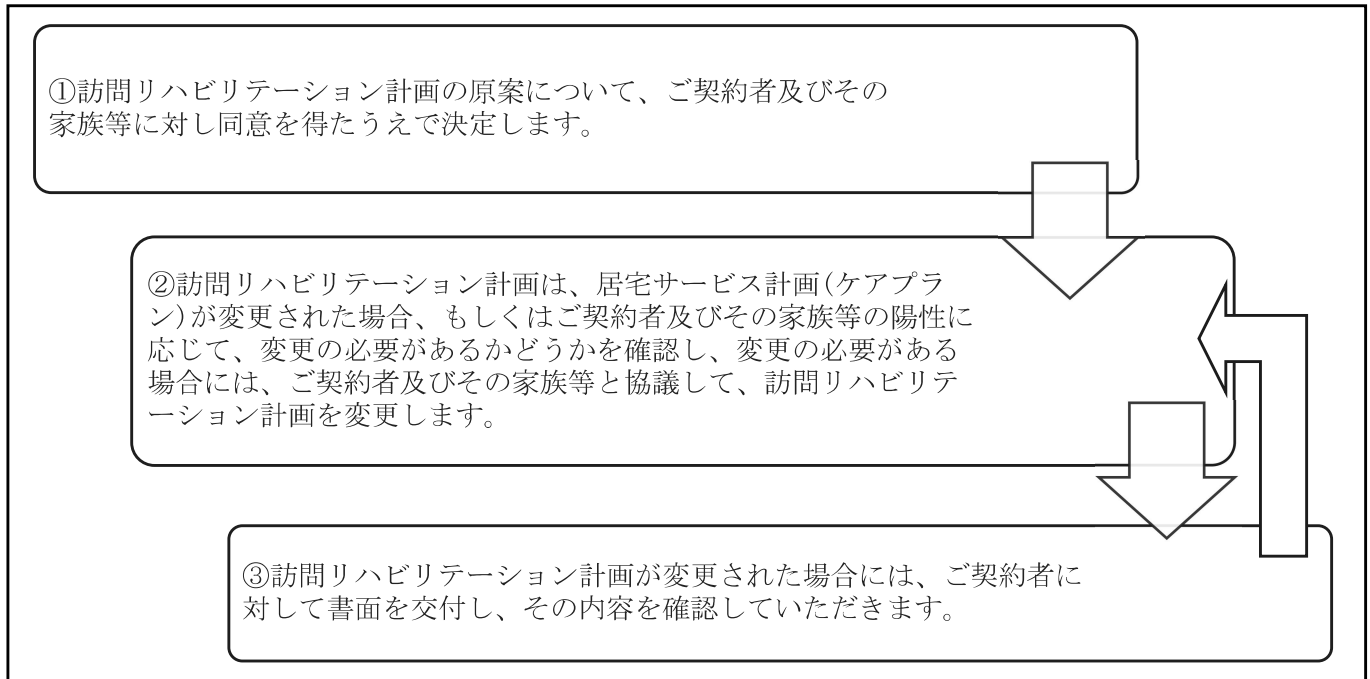 ①訪問リハビリテーション計画の原案について、ご契約者及びその
家族等に対し同意を得たうえで決定します。
②訪問リハビリテーション計画は、居宅サービス計画(ケアプラ
ン)が変更された場合、もしくはご契約者及びその家族等の陽性に
応じて、変更の必要があるかどうかを確認し、変更の必要がある
場合には、ご契約者及びその家族等と協議して、訪問リハビリテ
ーション計画を変更します。
③訪問リハビリテーション計画が変更された場合には、ご契約者に
対して書面を交付し、その内容を確認していただきます。